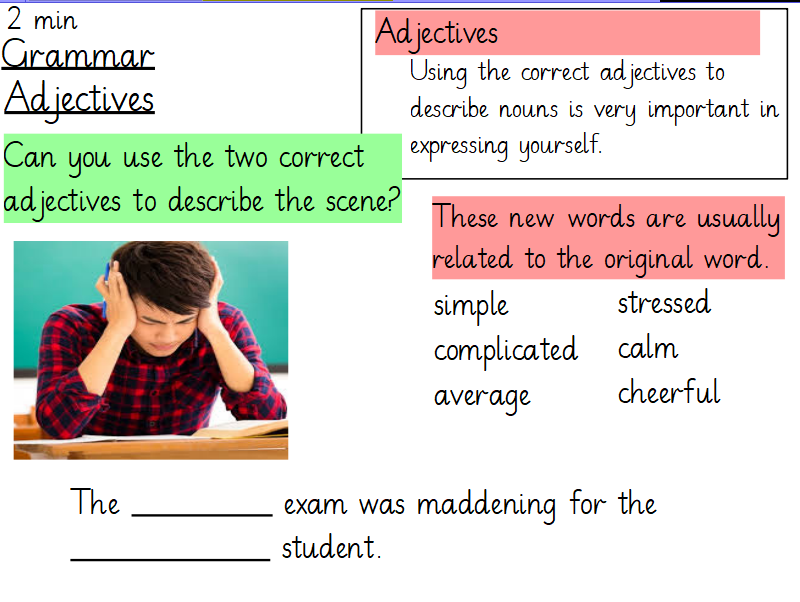 2 min
Grammar
Adjectives
Can you use the two correct
adjectives to describe the scene?
Adjectives
Using the correct adjectives to
describe nouns is very important in
expressing yourself.
These new words are usually
related to the original word.
simple
complicated
average
stressed
calm
cheerful
The ________ exam was maddening for the
___________ student.